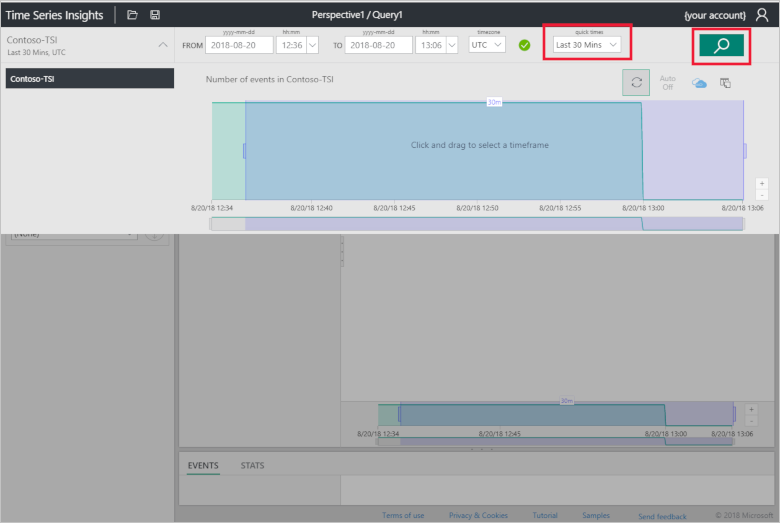 Time Series Insights
Perspective1 / Query1
{your account}
Contoso-TSI
Last 30 Mins, UTC
yyyy-mm-dd hh:mm yyyy-mm-dd hh:mm timezone quick times
FROM 2018-08-20 12:36 TO 2018-08-20 13:06 UTC Last 30 Mins
Contoso-TSI
Number of events in Contoso-TSI
Auto
Off
30m
Click and drag to select a timeframe
+
-
8/20/18 12:34 8/20/18 12:40 8/20/18 12:45 8/20/18 12:50 8/20/18 12:55 8/20/18 13:00 8/20/18 13:06
(None)
30m
+
-
8/20/18 12:34 8/20/18 12:45 8/20/18 13:00 8/20/18 13:06
EVENTS STATS
Terms of use Privacy & Cookies Tutorial Samples Send feedback © 2018 Microsoft